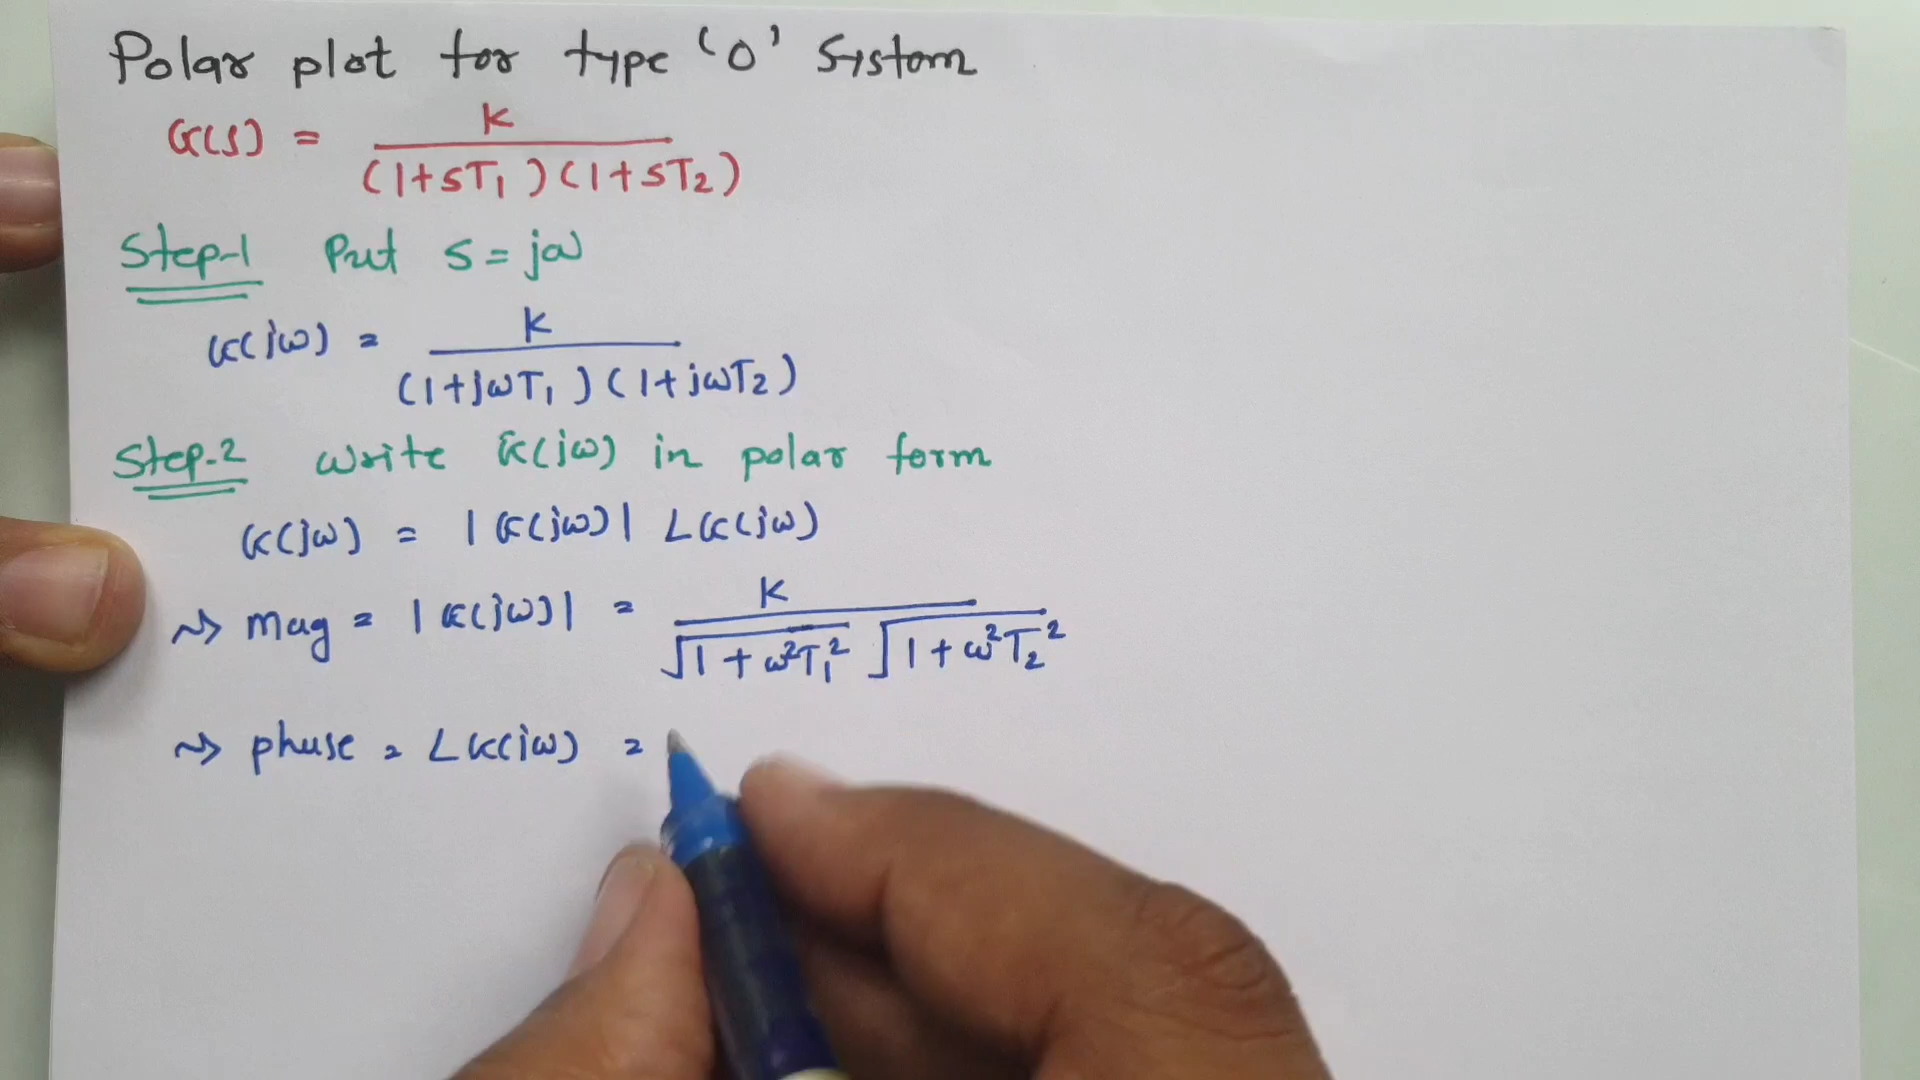 Polar plot for type '0' System
G(s) = K / (1+sT₁)(1+sT₂)
Step-1 Put s = jω
G(jω) = K / (1+jωT₁)(1+jωT₂)
Step-2 write G(jω) in polar form
G(jω) = |G(jω)| ∠G(jω)
⇝ Mag = |G(jω)| = K / √1+ω²T₁² √1+ω²T₂²
⇝ phase = ∠G(jω) =